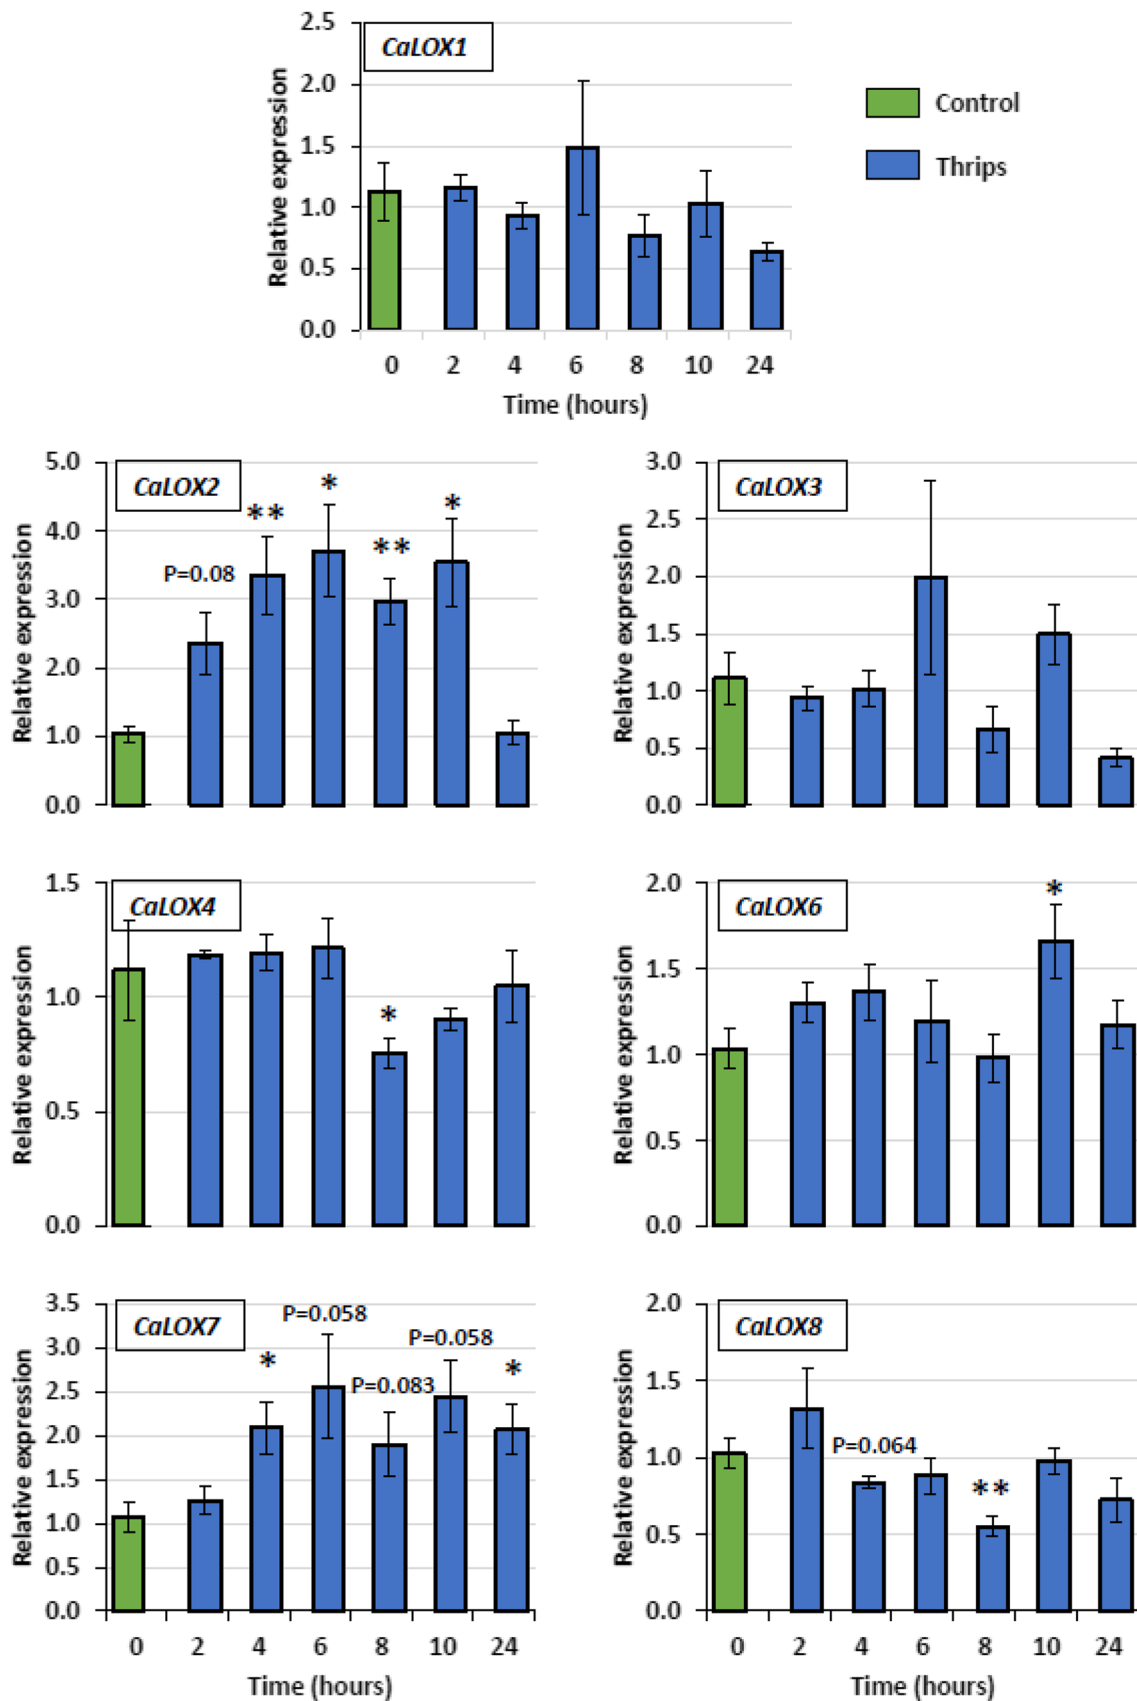 CaLOX1
Control
Thrips
Relative expression
2.5
2.0
1.5
1.0
0.5
0.0
0 2 4 6 8 10 24
Time (hours)
CaLOX2
Relative expression
5.0
4.0
3.0
2.0
1.0
0.0
P=0.08
**
*
**
*
CaLOX3
Relative expression
3.0
2.5
2.0
1.5
1.0
0.5
0.0
CaLOX4
Relative expression
1.5
1.0
0.5
0.0
*
CaLOX6
Relative expression
2.0
1.5
1.0
0.5
0.0
*
CaLOX7
Relative expression
3.5
3.0
2.5
2.0
1.5
1.0
0.5
0.0
*
P=0.058
P=0.083
P=0.058
*
0 2 4 6 8 10 24
Time (hours)
CaLOX8
Relative expression
2.0
1.5
1.0
0.5
0.0
P=0.064
**
0 2 4 6 8 10 24
Time (hours)